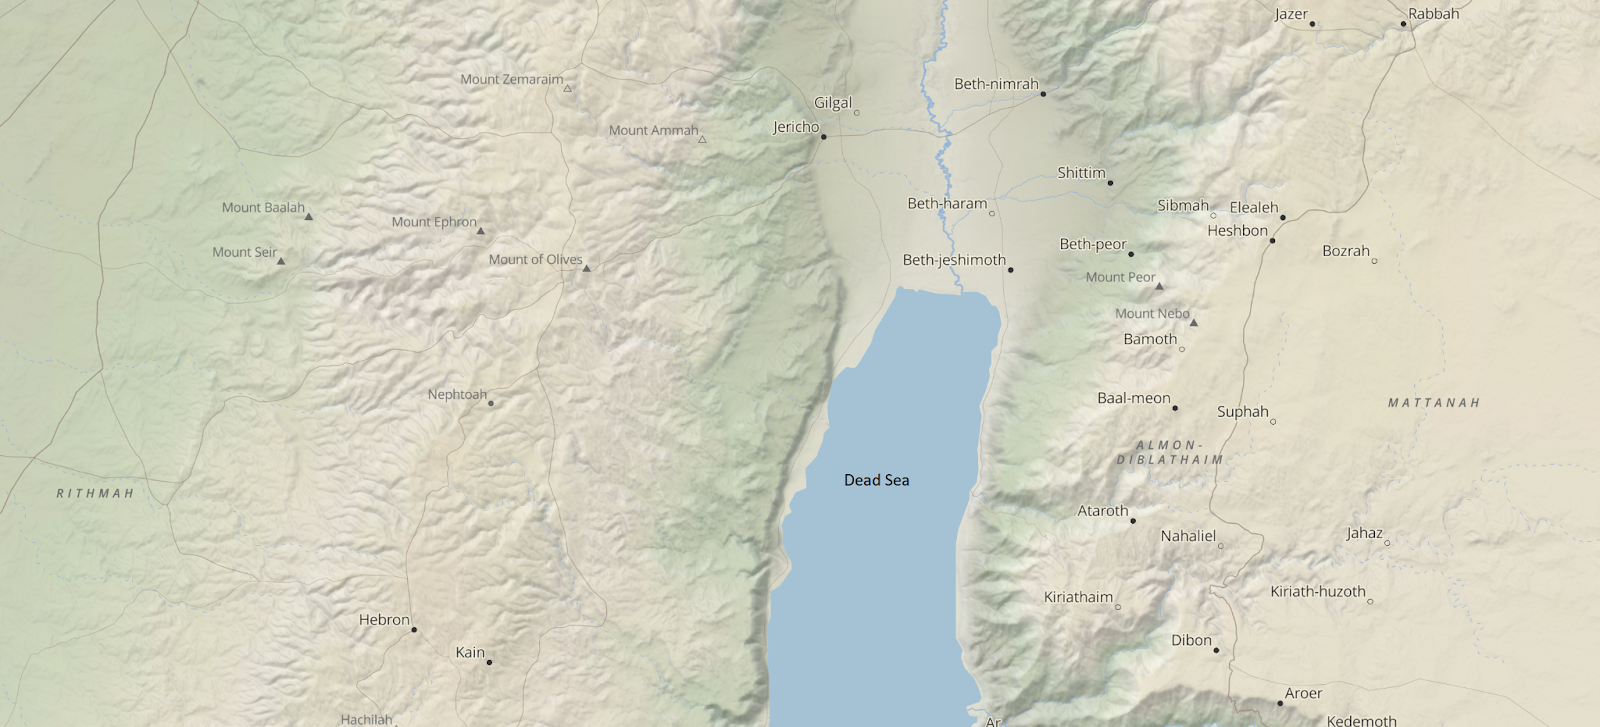 Jazer
Rabbah
Mount Zemaraim
Beth-nimrah
Gilgal
Jericho
Mount Ammah
Shittim
Mount Baalah
Beth-haram
Sibmah
Elealeh
Mount Ephron
Heshbon
Mount Seir
Beth-peor
Bozrah
Mount of Olives
Beth-jeshimoth
Mount Peor
Mount Nebo
Bamoth
Nephtoah
Baal-meon
MATTANAH
Suphah
ALMON-
DIBLATHAIM
Dead Sea
RITHMAH
Ataroth
Nahaliel
Jahaz
Kiriathaim
Kiriath-huzoth
Hebron
Dibon
Kain
Aroer
Hachilah
Ar
Kedemoth